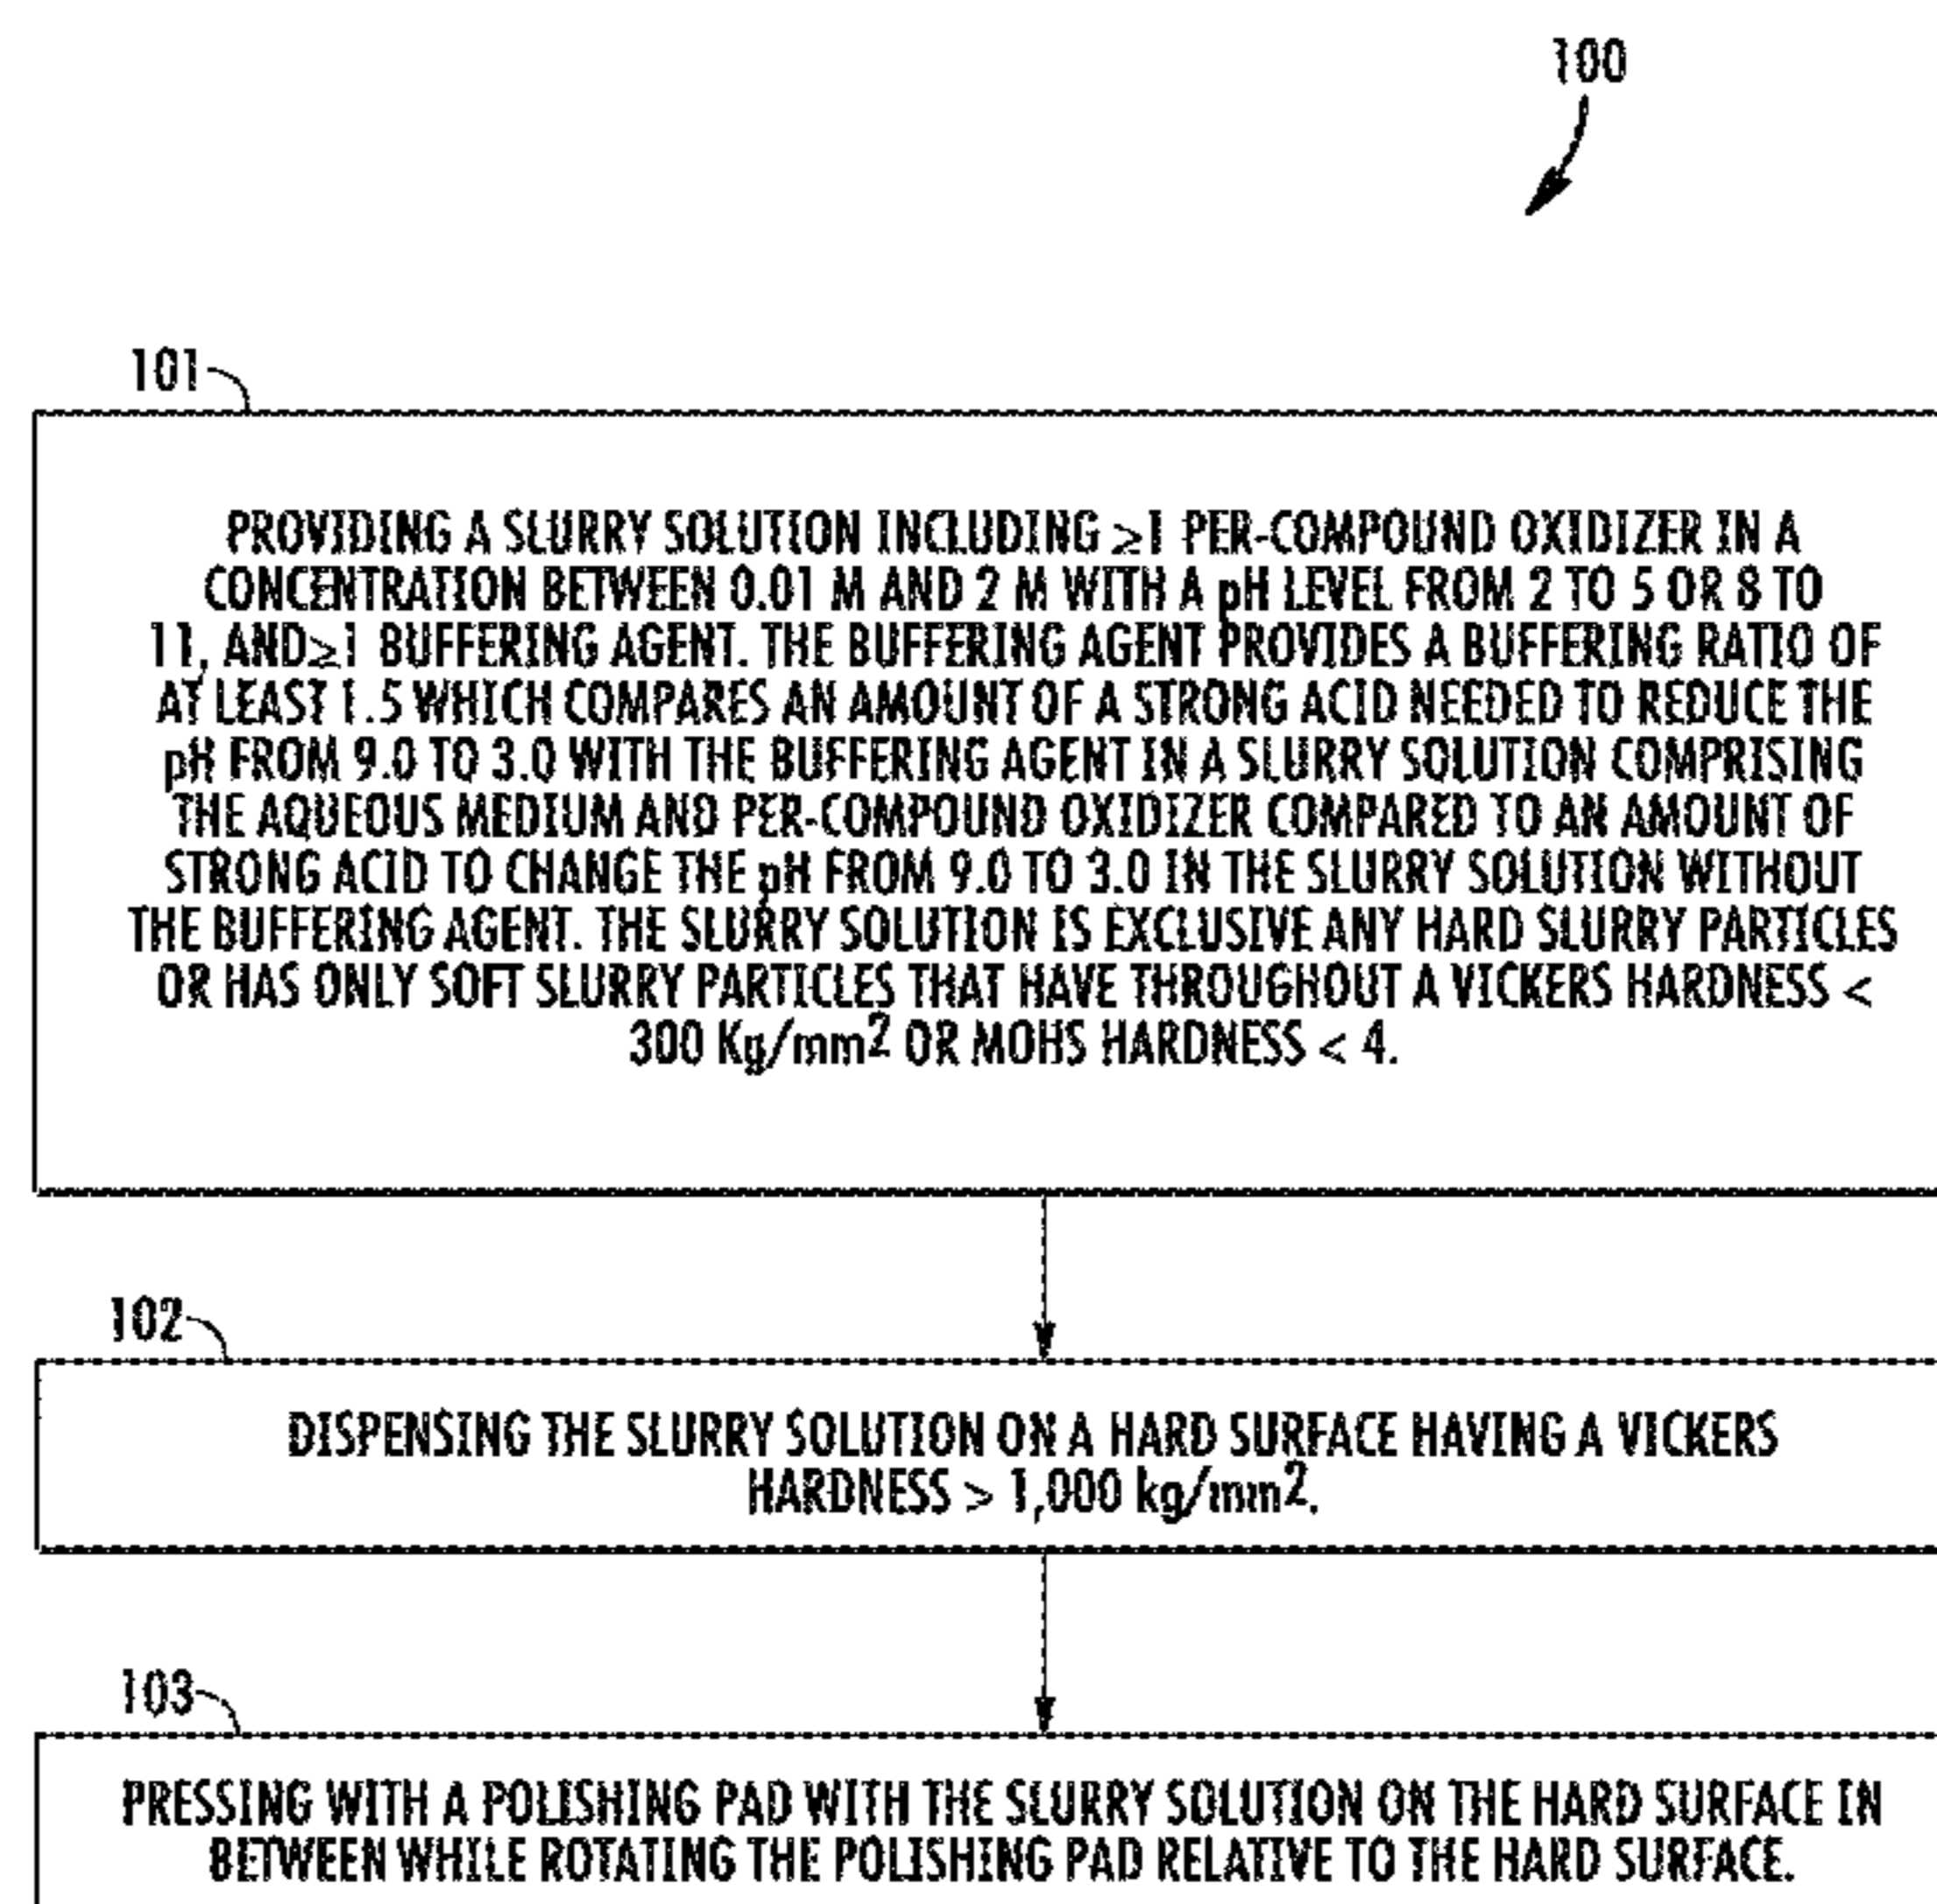 100
101
PROVIDING A SLURRY SOLUTION INCLUDING ≥1 PER-COMPOUND OXIDIZER IN A
CONCENTRATION BETWEEN 0.01 M AND 2 M WITH A pH LEVEL FROM 2 TO 5 OR 8 TO
11, AND≥1 BUFFERING AGENT. THE BUFFERING AGENT PROVIDES A BUFFERING RATIO OF
AT LEAST 1.5 WHICH COMPARES AN AMOUNT OF A STRONG ACID NEEDED TO REDUCE THE
pH FROM 9.0 TO 3.0 WITH THE BUFFERING AGENT IN A SLURRY SOLUTION COMPRISING
THE AQUEOUS MEDIUM AND PER-COMPOUND OXIDIZER COMPARED TO AN AMOUNT OF
STRONG ACID TO CHANGE THE pH FROM 9.0 TO 3.0 IN THE SLURRY SOLUTION WITHOUT
THE BUFFERING AGENT. THE SLURRY SOLUTION IS EXCLUSIVE ANY HARD SLURRY PARTICLES
OR HAS ONLY SOFT SLURRY PARTICLES THAT HAVE THROUGHOUT A VICKERS HARDNESS <
300 Kg/mm² OR MOHS HARDNESS < 4.
102
DISPENSING THE SLURRY SOLUTION ON A HARD SURFACE HAVING A VICKERS
HARDNESS > 1,000 kg/mm².
103
PRESSING WITH A POLISHING PAD WITH THE SLURRY SOLUTION ON THE HARD SURFACE IN
BETWEEN WHILE ROTATING THE POLISHING PAD RELATIVE TO THE HARD SURFACE.